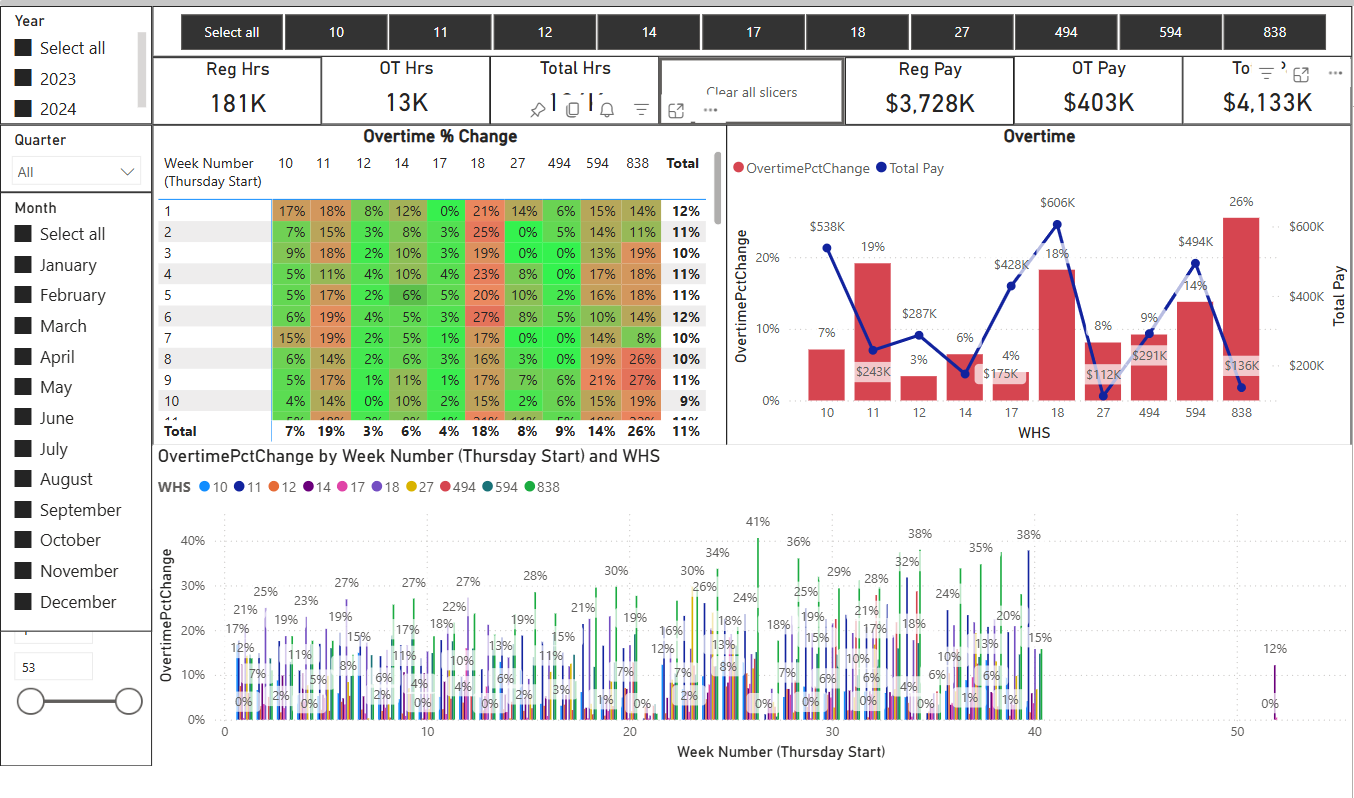 Year
Select all
2023
2024
Quarter
All
Month
Select all
January
February
March
April
May
June
July
August
September
October
November
December
53
Select all 10 11 12 14 17 18 27 494 594 838
Reg Hrs
181K
OT Hrs
13K
Total Hrs
Clear all slicers
Reg Pay
$3,728K
OT Pay
$403K
$4,133K
Overtime % Change
Week Number 10 11 12 14 17 18 27 494 594 838 Total
(Thursday Start)
1 17% 18% 8% 12% 0% 21% 14% 6% 15% 14% 12%
2 7% 15% 3% 8% 3% 25% 0% 5% 14% 11% 11%
3 9% 18% 2% 10% 3% 19% 0% 0% 13% 19% 10%
4 5% 11% 4% 10% 4% 23% 8% 0% 17% 18% 11%
5 5% 17% 2% 6% 5% 20% 10% 2% 16% 18% 11%
6 6% 19% 4% 5% 3% 27% 8% 5% 10% 14% 12%
7 15% 19% 2% 5% 1% 17% 0% 0% 14% 8% 10%
8 6% 14% 2% 6% 3% 16% 3% 0% 19% 26% 10%
9 5% 17% 1% 11% 1% 17% 7% 6% 21% 27% 11%
10 4% 14% 0% 10% 2% 15% 2% 6% 15% 19% 9%
Total 7% 19% 3% 6% 4% 18% 8% 9% 14% 26% 11%
Overtime
OvertimePctChange Total Pay
OvertimePctChange
20%
10%
0%
$538K
7%
19%
$243K
$287K
3%
6%
$428K
4%
$175K
$606K
18%
8%
$112K
9%
$291K
$494K
14%
26%
$136K
$600K
$400K
$200K
Total Pay
10 11 12 14 17 18 27 494 594 838
WHS
OvertimePctChange by Week Number (Thursday Start) and WHS
WHS 10 11 12 14 17 18 27 494 594 838
OvertimePctChange
40%
30%
20%
10%
0%
17% 21% 25% 19% 23% 19% 27% 15% 27% 17% 18% 22% 27% 13% 19% 28% 15% 21% 30% 19%
12% 7% 2% 11% 0% 5% 8% 2% 6% 11% 4% 10% 4% 0% 6% 2% 11% 3% 1% 7% 0%
12% 16% 30% 26% 34% 18% 24% 41% 18% 36% 25% 19% 15% 29% 21% 28% 17% 32% 38% 18% 24% 35% 20% 38% 15%
7% 2% 13% 8% 0% 7% 0% 6% 10% 6% 0% 4% 0% 6% 10% 1% 13% 6% 1%
12%
0%
0 10 20 30 40 50
Week Number (Thursday Start)